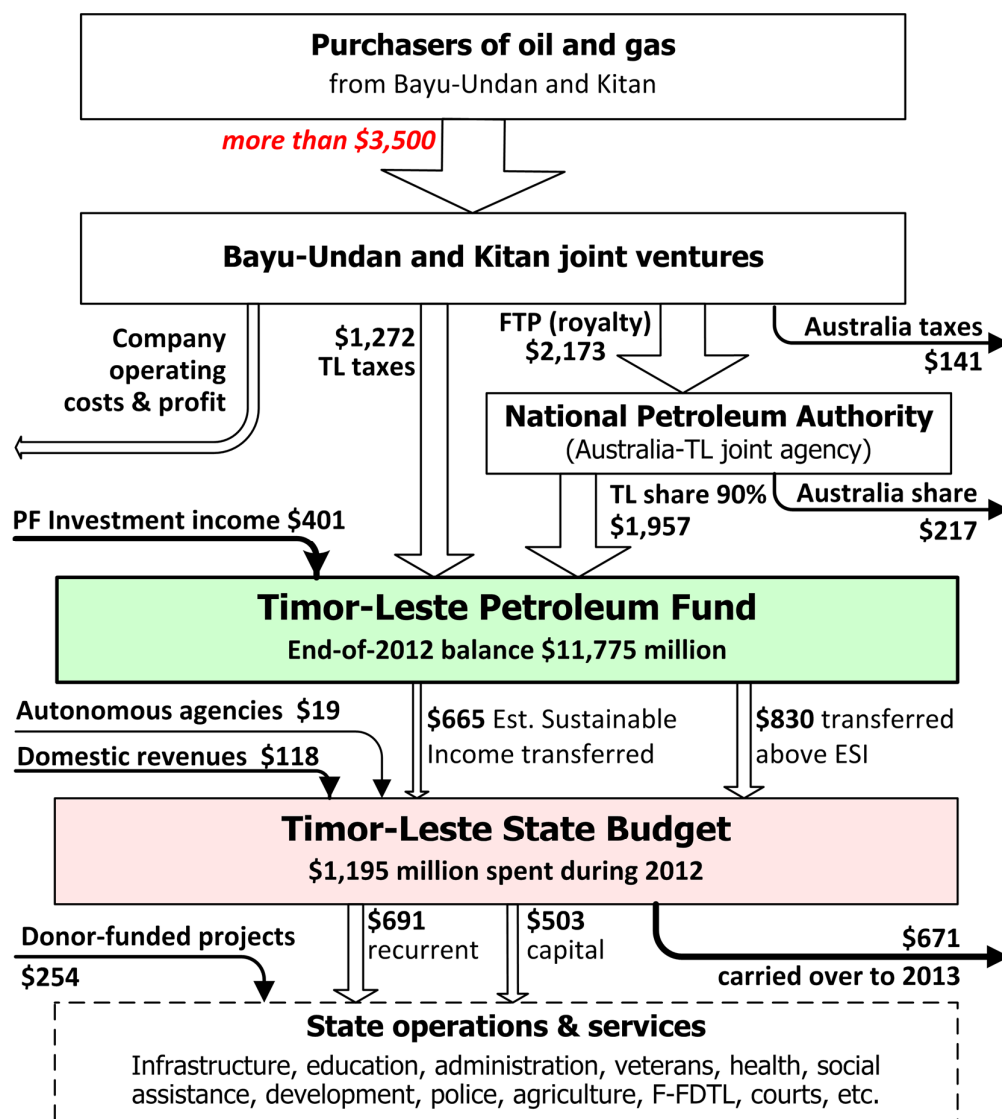 Purchasers of oil and gas
from Bayu-Undan and Kitan
more than $3,500
Bayu-Undan and Kitan joint ventures
Company
operating
costs & profit
$1,272
TL taxes
FTP (royalty)
$2,173
Australia taxes
$141
National Petroleum Authority
(Australia-TL joint agency)
TL share 90%
$1,957
Australia share
$217
PF Investment income $401
Timor-Leste Petroleum Fund
End-of-2012 balance $11,775 million
Autonomous agencies $19
Domestic revenues $118
$665 Est. Sustainable
Income transferred
$830 transferred
above ESI
Timor-Leste State Budget
$1,195 million spent during 2012
Donor-funded projects
$254
$691
recurrent
$503
capital
$671
carried over to 2013
State operations & services
Infrastructure, education, administration, veterans, health, social
assistance, development, police, agriculture, F-FDTL, courts, etc.